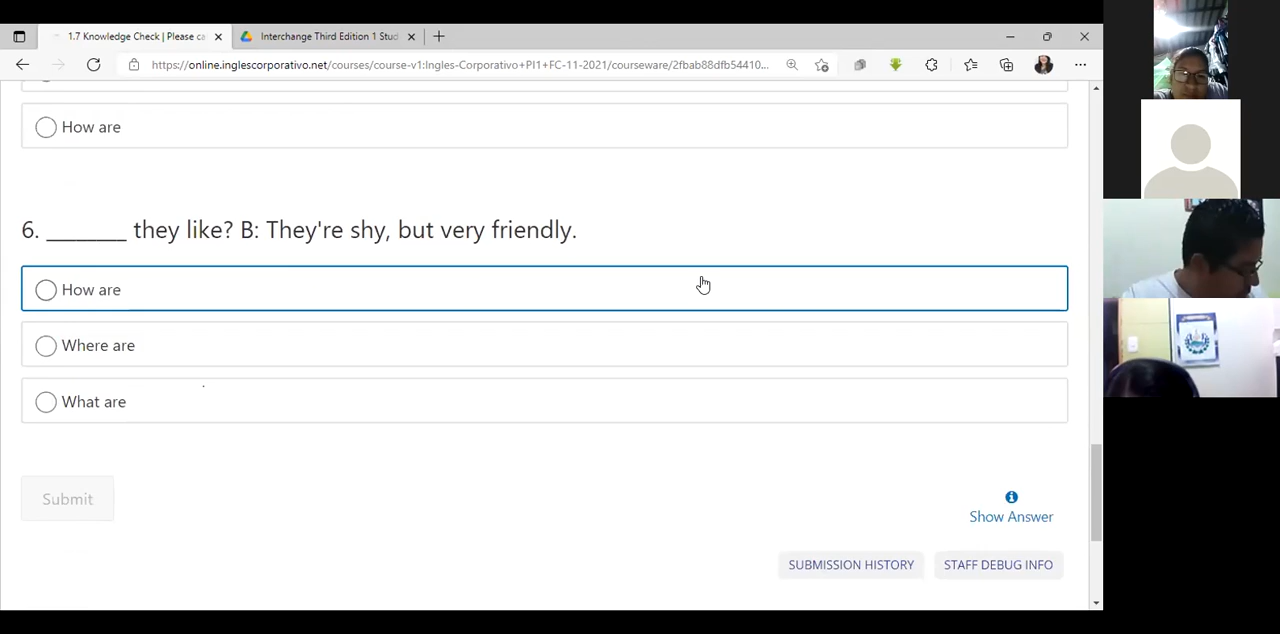 1.7 Knowledge Check | Please ca
Interchange Third Edition 1 Stud
https://online.inglescorporativo.net/courses/course-v1:Ingles-Corporativo+PI1+FC-11-2021/courseware/2fbab88dfb54410...
How are
6. ________ they like? B: They're shy, but very friendly.
How are
Where are
What are
Submit
Show Answer
SUBMISSION HISTORY
STAFF DEBUG INFO